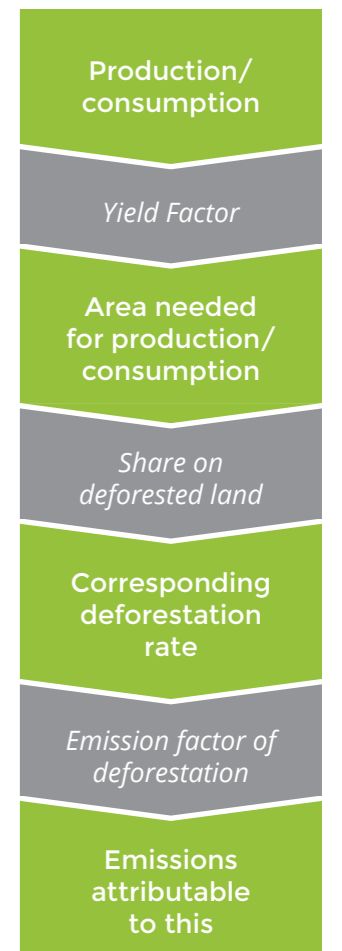 Production/
consumption
Yield Factor
Area needed
for production/
consumption
Share on
deforested land
Corresponding
deforestation
rate
Emission factor of
deforestation
Emissions
attributable
to this